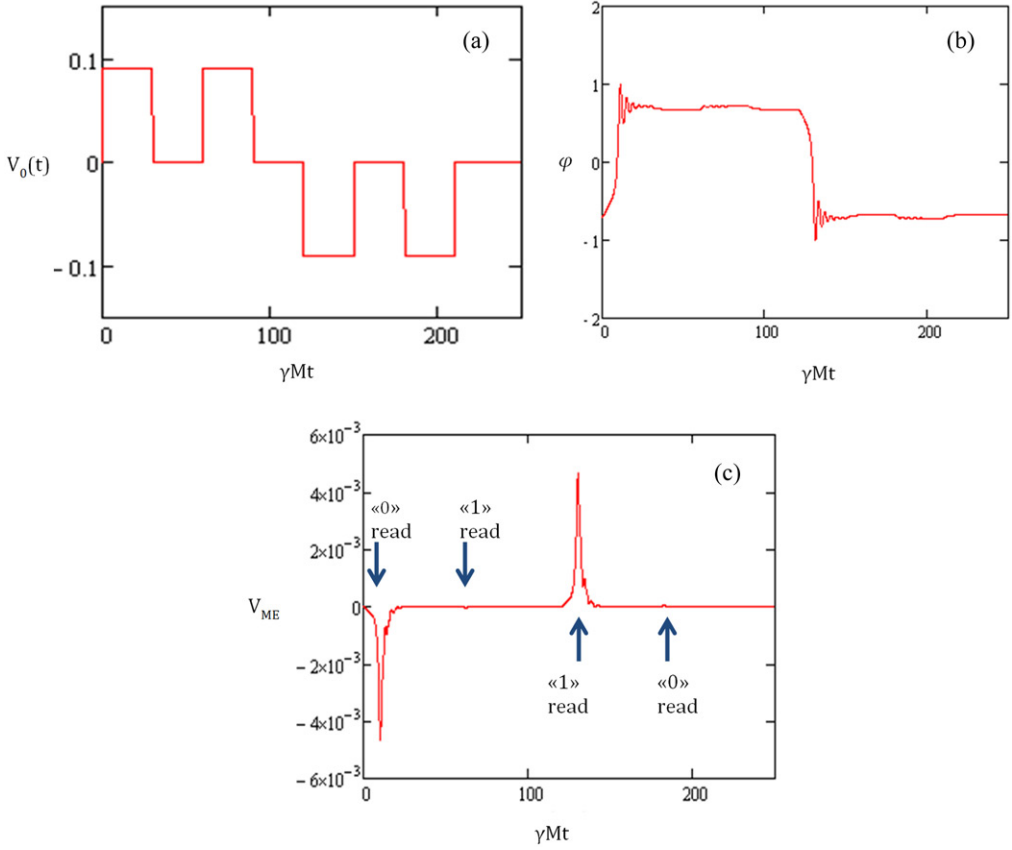 (a)
0.1
0
- 0.1
V₀(t)
0
100
200
γMt
(b)
2
1
0
- 1
- 2
φ
0
100
200
γMt
(c)
6×10⁻³
4×10⁻³
2×10⁻³
0
− 2×10⁻³
− 4×10⁻³
− 6×10⁻³
V_ME
«0»
read
«1»
read
«1»
read
«0»
read
0
100
200
γMt